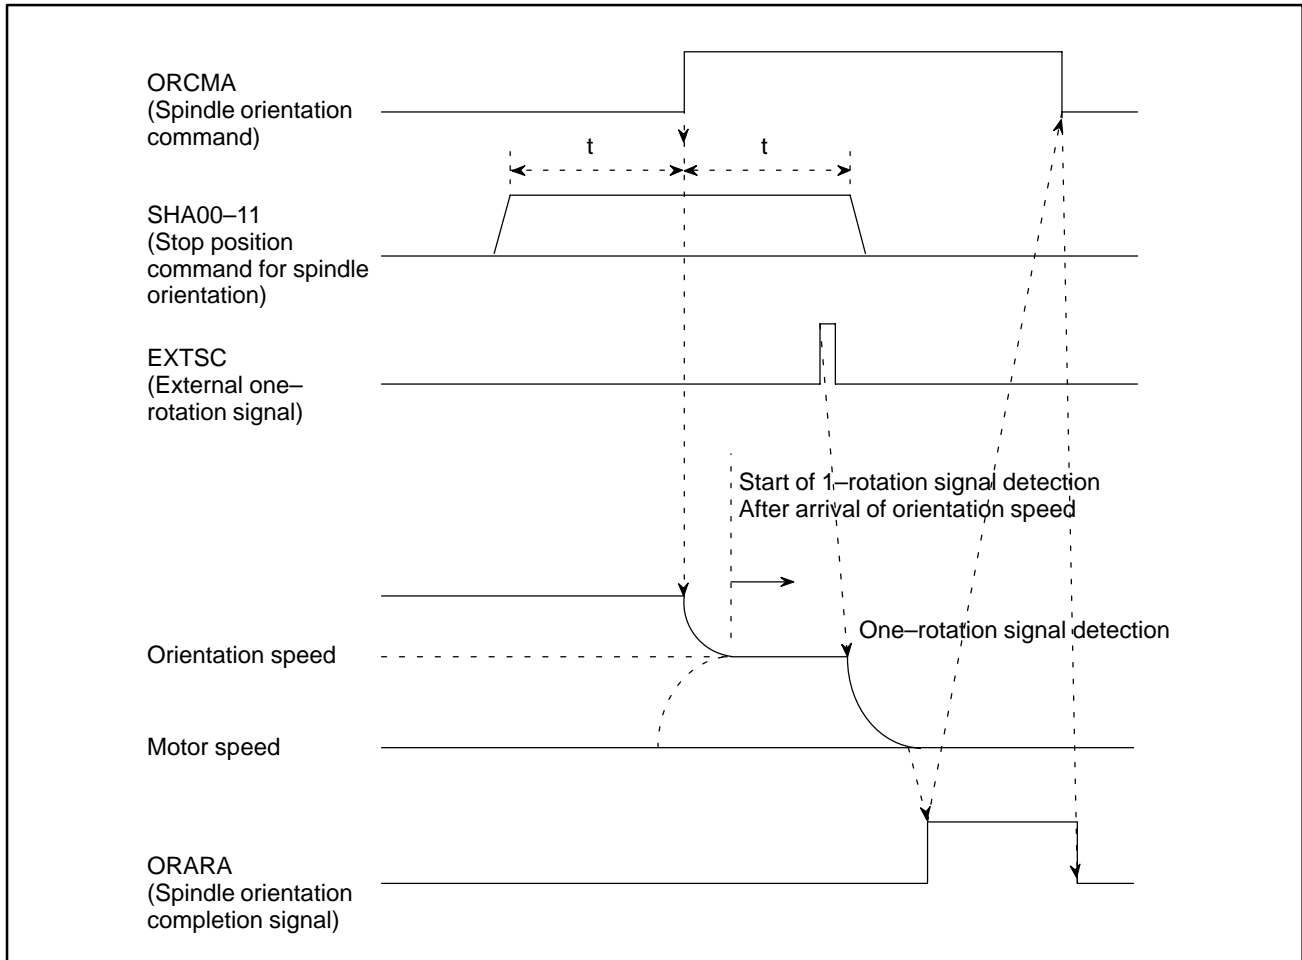 ORCMA
(Spindle orientation
command)
t
t
SHA00–11
(Stop position
command for spindle
orientation)
EXTSC
(External one–
rotation signal)
Start of 1–rotation signal detection
After arrival of orientation speed
One–rotation signal detection
Orientation speed
Motor speed
ORARA
(Spindle orientation
completion signal)